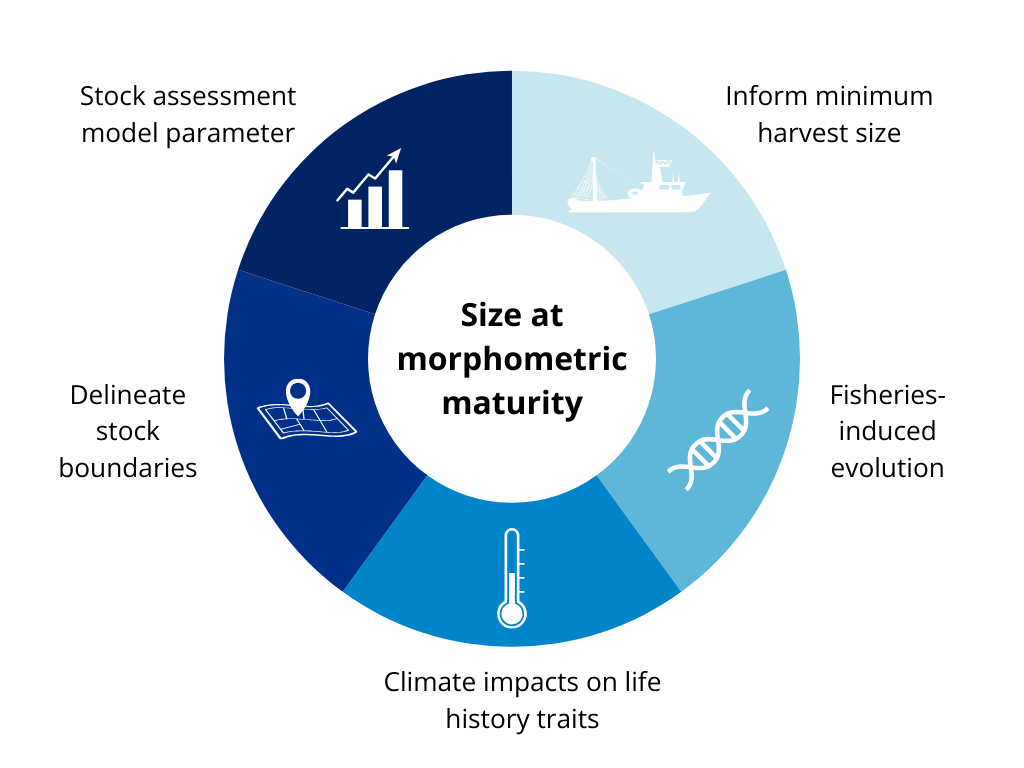 Stock assessment
model parameter
Inform minimum
harvest size
Size at
morphometric
maturity
Delineate
stock
boundaries
Fisheries-
induced
evolution
Climate impacts on life
history traits